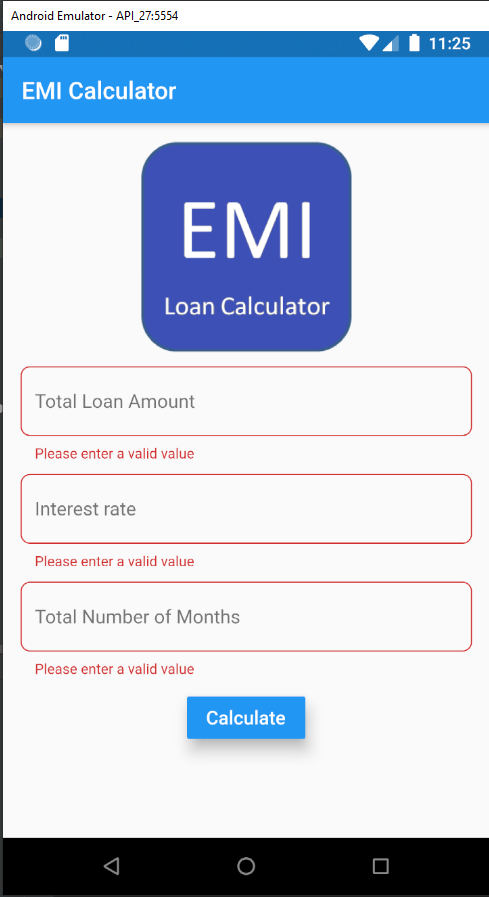 Android Emulator - API_27:5554
11:25
EMI Calculator
EMI
Loan Calculator
Total Loan Amount
Please enter a valid value
Interest rate
Please enter a valid value
Total Number of Months
Please enter a valid value
Calculate